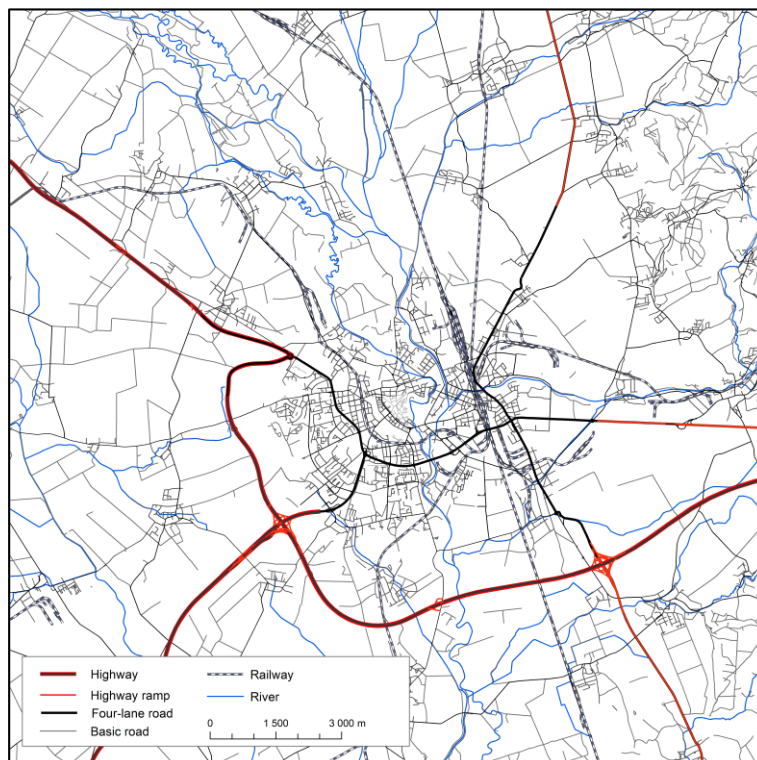 Highway
Highway ramp
Four-lane road
Basic road
Railway
River
0 1 500 3 000 m